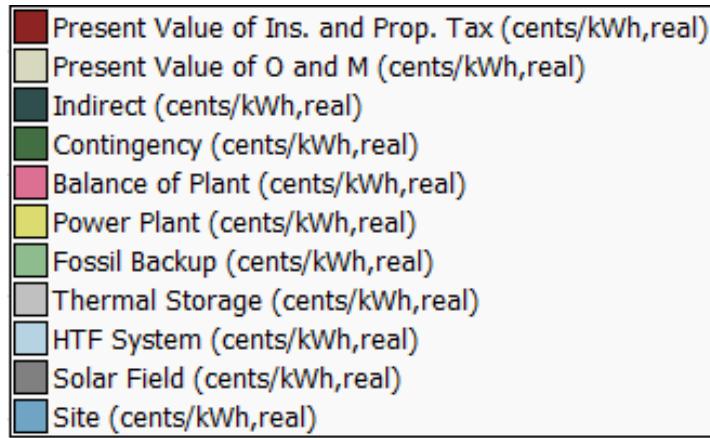 Present Value of Ins. and Prop. Tax (cents/kWh,real)
Present Value of O and M (cents/kWh,real)
Indirect (cents/kWh,real)
Contingency (cents/kWh,real)
Balance of Plant (cents/kWh,real)
Power Plant (cents/kWh,real)
Fossil Backup (cents/kWh,real)
Thermal Storage (cents/kWh,real)
HTF System (cents/kWh,real)
Solar Field (cents/kWh,real)
Site (cents/kWh,real)